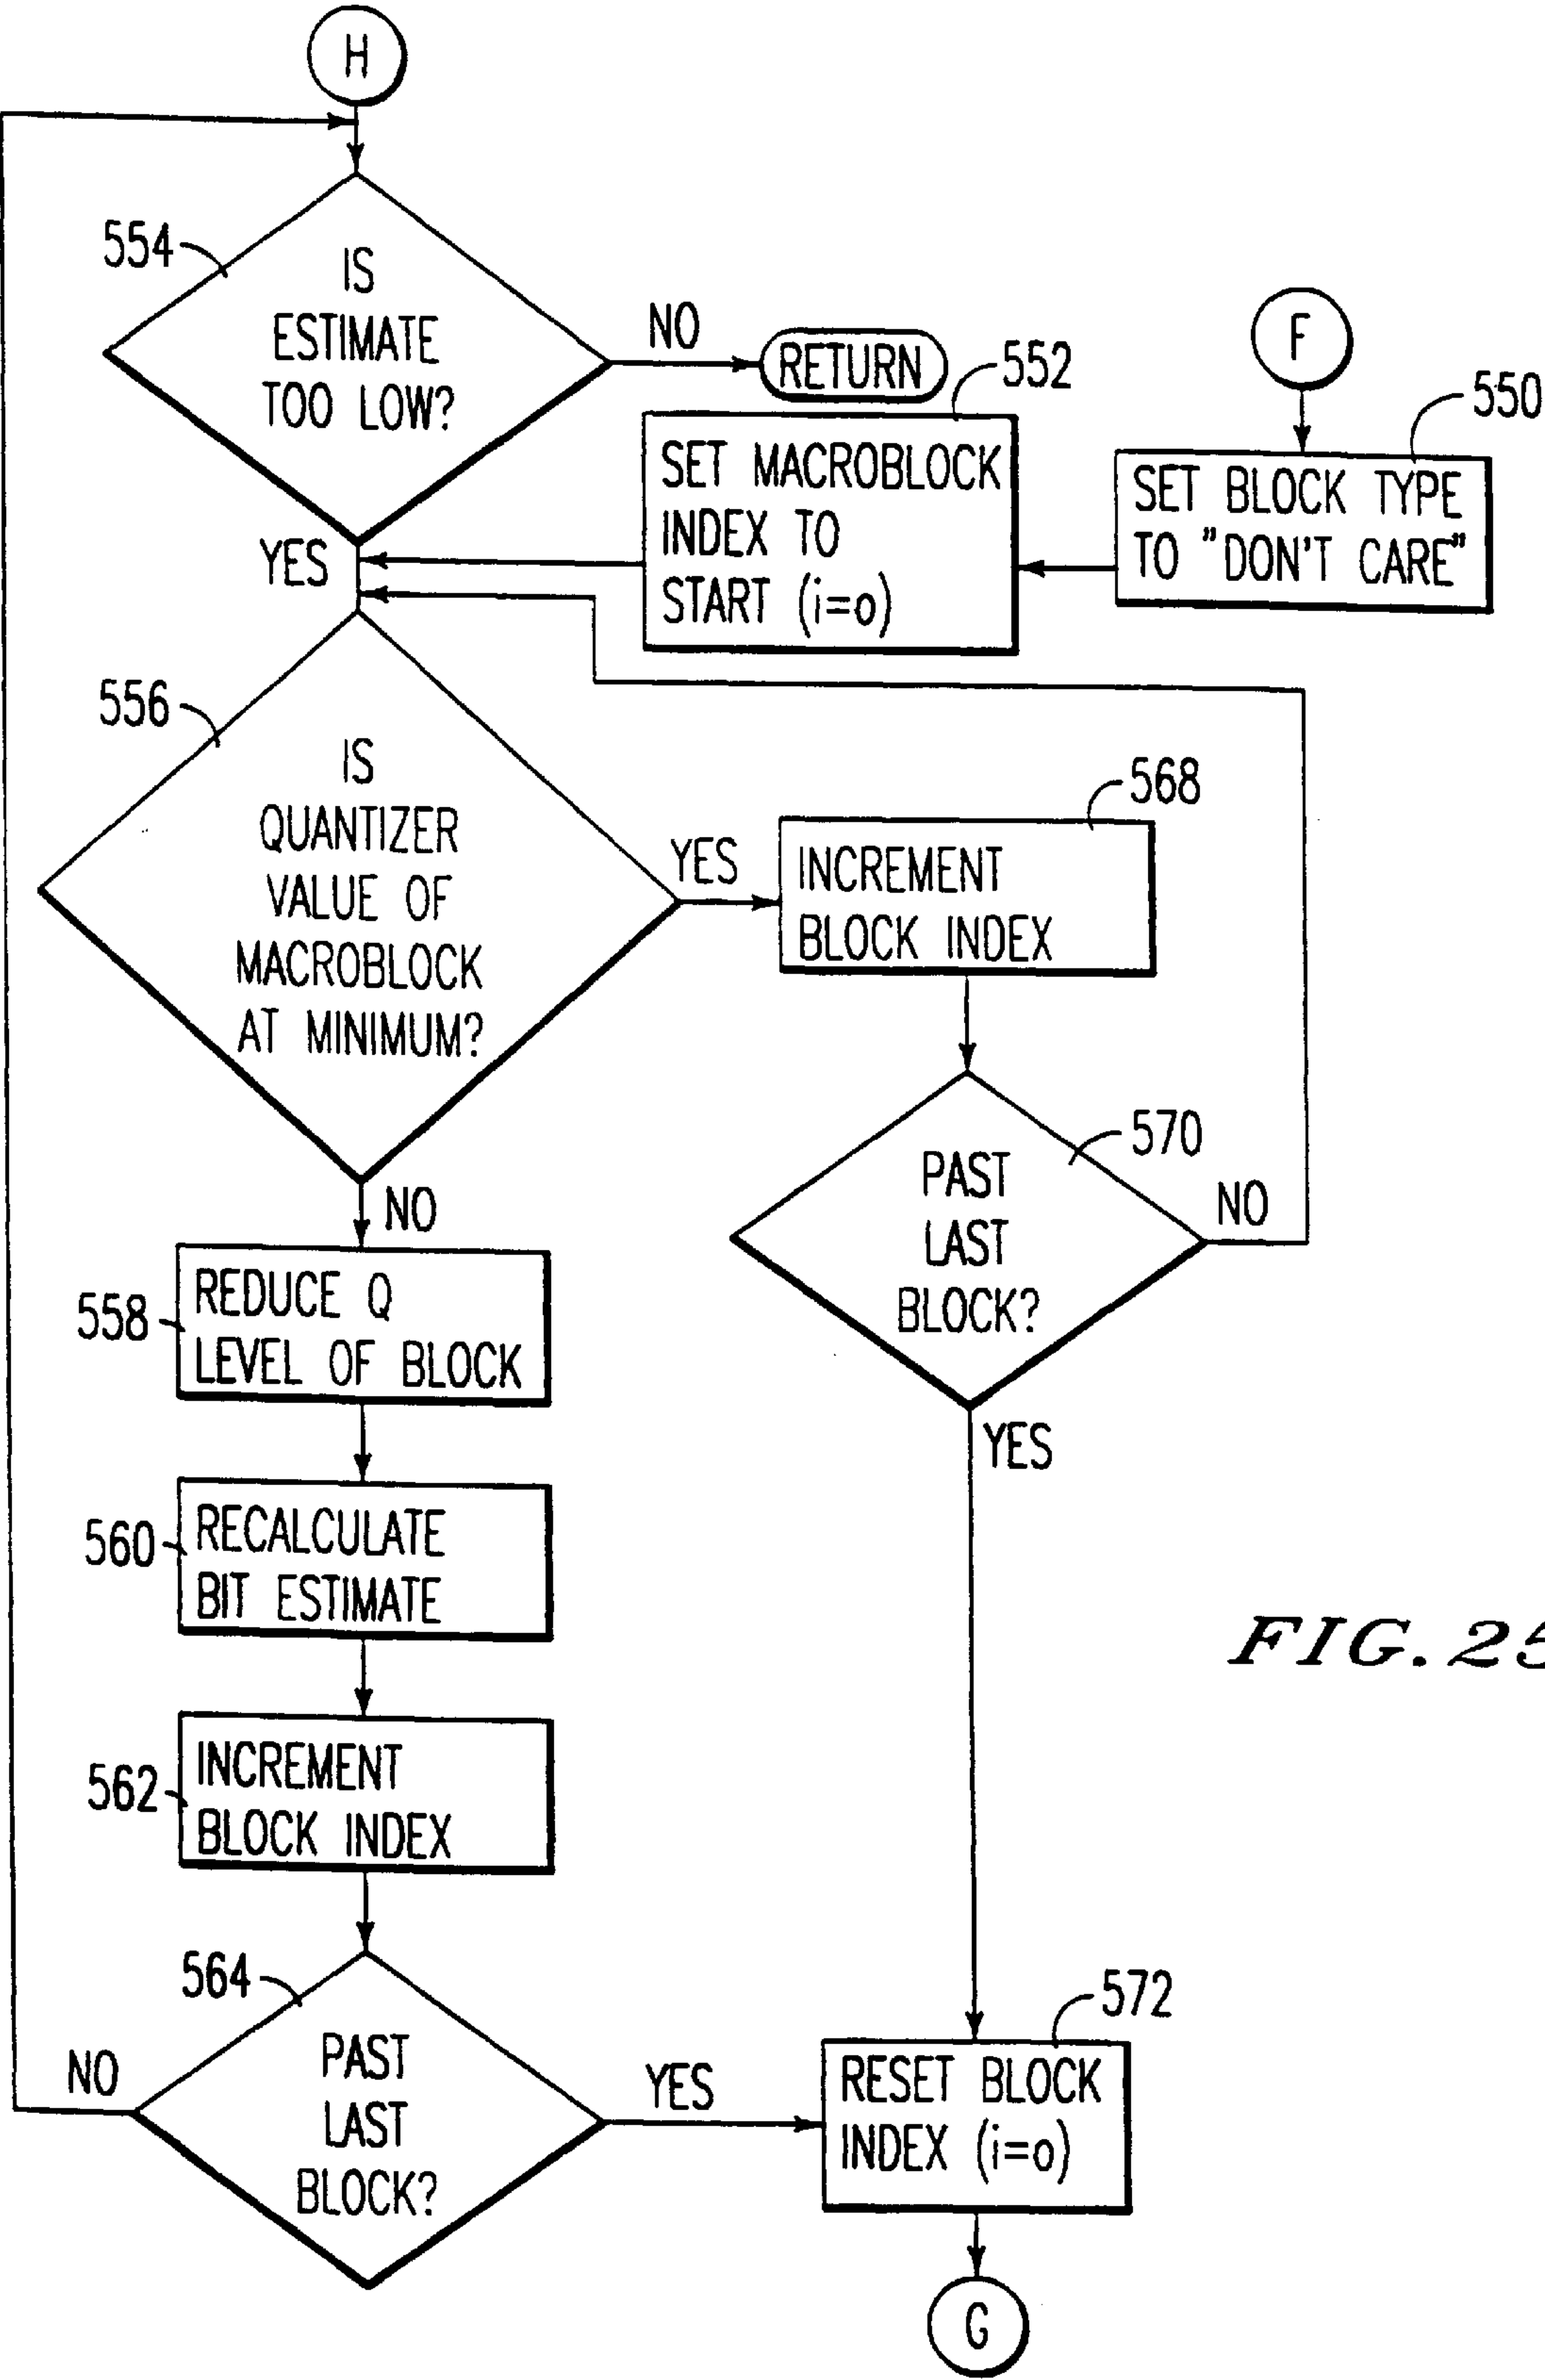 H
554
IS
ESTIMATE
TOO LOW?
NO
RETURN
YES
552
SET MACROBLOCK
INDEX TO
START (i=o)
F
550
SET BLOCK TYPE
TO "DON'T CARE"
556
IS
QUANTIZER
VALUE OF
MACROBLOCK
AT MINIMUM?
YES
NO
568
INCREMENT
BLOCK INDEX
570
PAST
LAST
BLOCK?
NO
YES
558
REDUCE Q
LEVEL OF BLOCK
560
RECALCULATE
BIT ESTIMATE
562
INCREMENT
BLOCK INDEX
564
PAST
LAST
BLOCK?
NO
YES
572
RESET BLOCK
INDEX (i=o)
G
FIG. 25